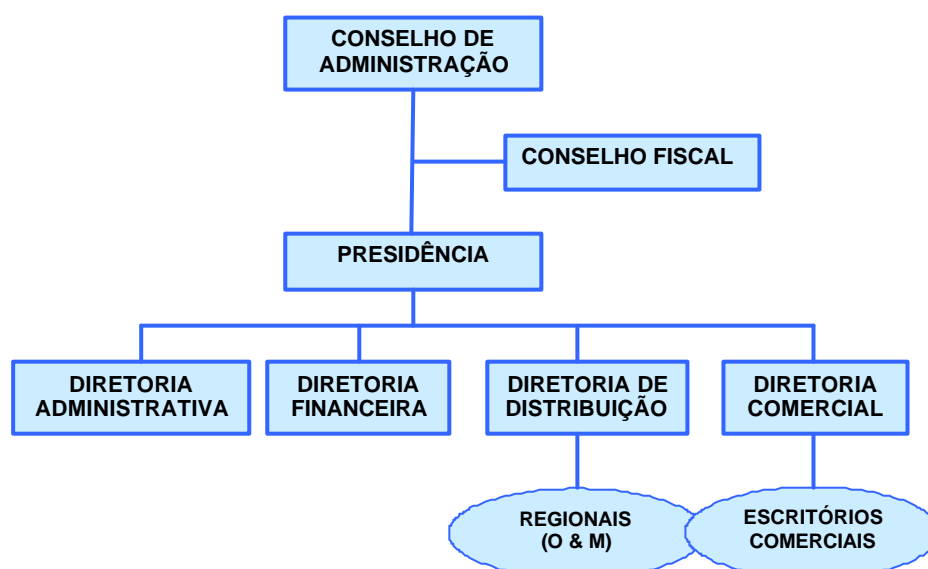 CONSELHO DE
ADMINISTRAÇÃO
CONSELHO FISCAL
PRESIDÊNCIA
DIRETORIA
ADMINISTRATIVA
DIRETORIA
FINANCEIRA
DIRETORIA DE
DISTRIBUIÇÃO
DIRETORIA
COMERCIAL
REGIONAIS
(O & M)
ESCRITÓRIOS
COMERCIAIS